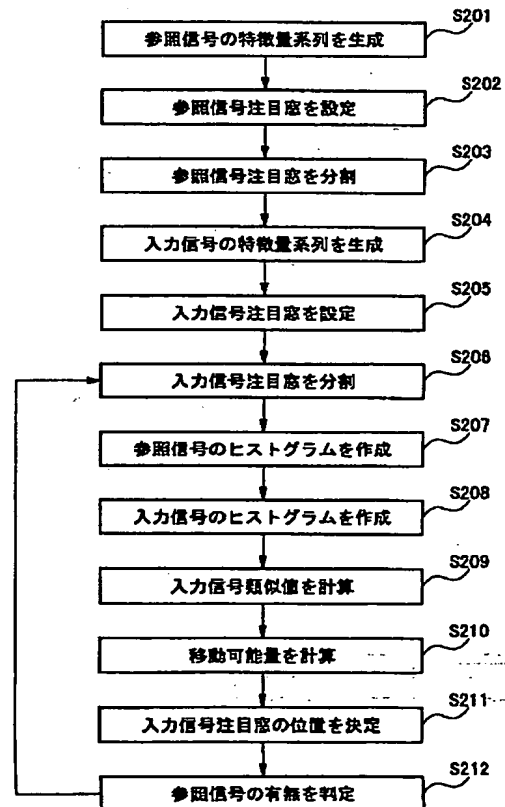 S201
参照信号の特徴量系列を生成
S202
参照信号注目窓を設定
S203
参照信号注目窓を分割
S204
入力信号の特徴量系列を生成
S205
入力信号注目窓を設定
S206
入力信号注目窓を分割
S207
参照信号のヒストグラムを作成
S208
入力信号のヒストグラムを作成
S209
入力信号類似値を計算
S210
移動可能量を計算
S211
入力信号注目窓の位置を決定
S212
参照信号の有無を判定